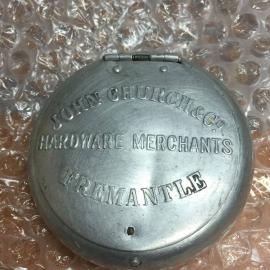 JOHN CHURCH & Co.
HARDWARE MERCHANTS
FREMANTLE